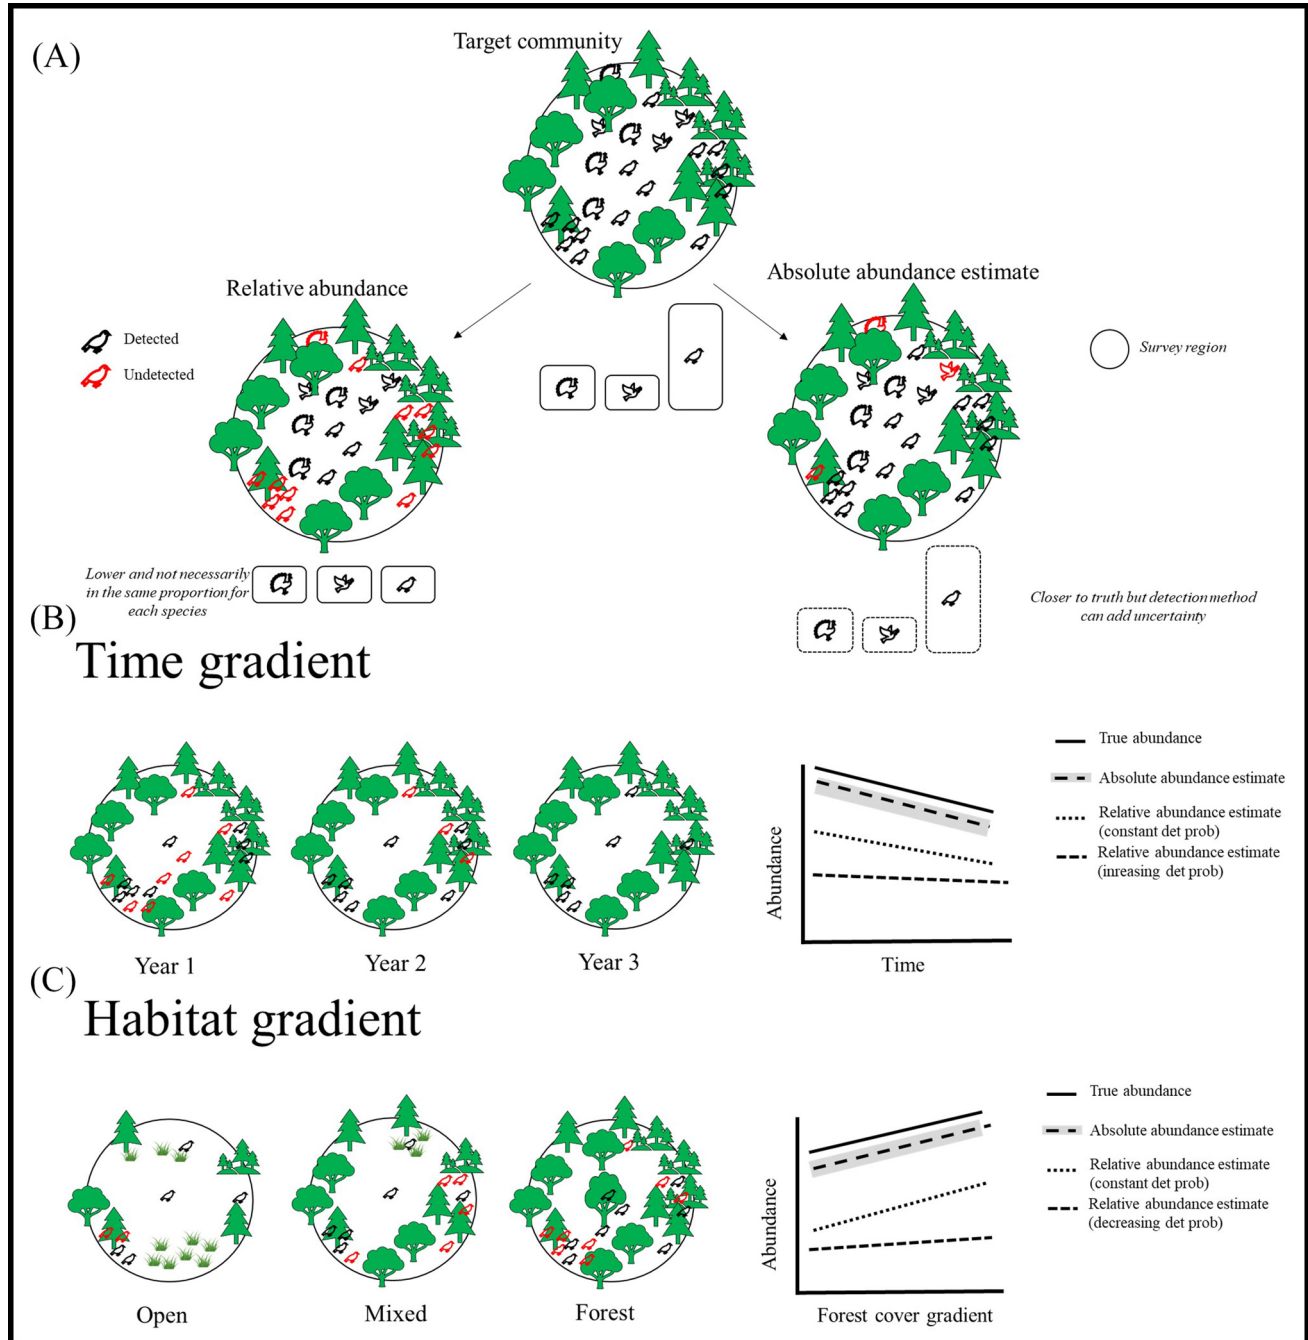 (A)
Target community
Relative abundance
Absolute abundance estimate
Detected
Undetected
Survey region
Lower and not necessarily
in the same proportion for
each species
Closer to truth but detection method
can add uncertainty
(B)
Time gradient
Year 1
Year 2
Year 3
Abundance
Time
True abundance
Absolute abundance estimate
Relative abundance estimate
(constant det prob)
Relative abundance estimate
(inreasing det prob)
(C)
Habitat gradient
Open
Mixed
Forest
Abundance
Forest cover gradient
True abundance
Absolute abundance estimate
Relative abundance estimate
(constant det prob)
Relative abundance estimate
(decreasing det prob)